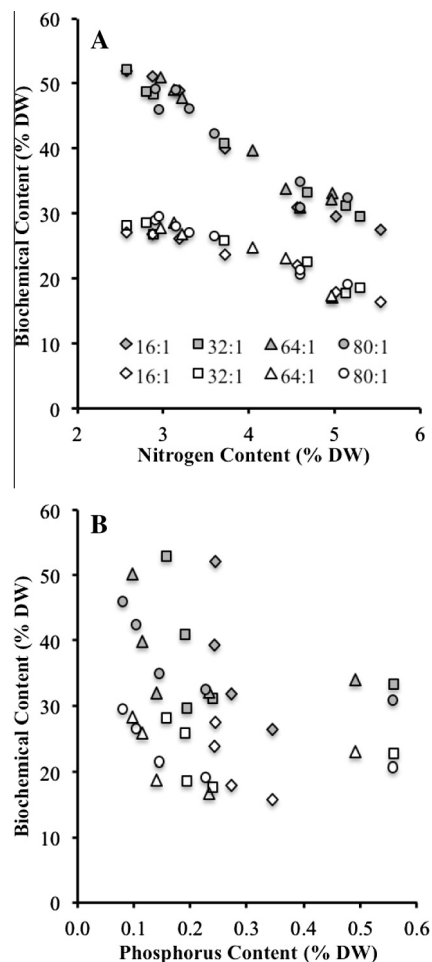 A
60
50
40
30
20
10
0
Biochemical Content (% DW)
16:1 32:1 64:1 80:1
16:1 32:1 64:1 80:1
2 3 4 5 6
Nitrogen Content (% DW)
B
60
50
40
30
20
10
0
Biochemical Content (% DW)
0.0 0.1 0.2 0.3 0.4 0.5 0.6
Phosphorus Content (% DW)